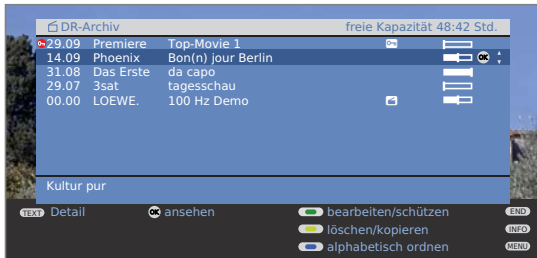 DR-Archiv freie Kapazität 48:42 Std.
29.09 Premiere Top-Movie 1
14.09 Phoenix Bon(n) jour Berlin OK
31.08 Das Erste da capo
29.07 3sat tagesschau
00.00 LOEWE. 100 Hz Demo
Kultur pur
TEXT Detail OK ansehen bearbeiten/schützen END
löschen/kopieren INFO
alphabetisch ordnen MENU